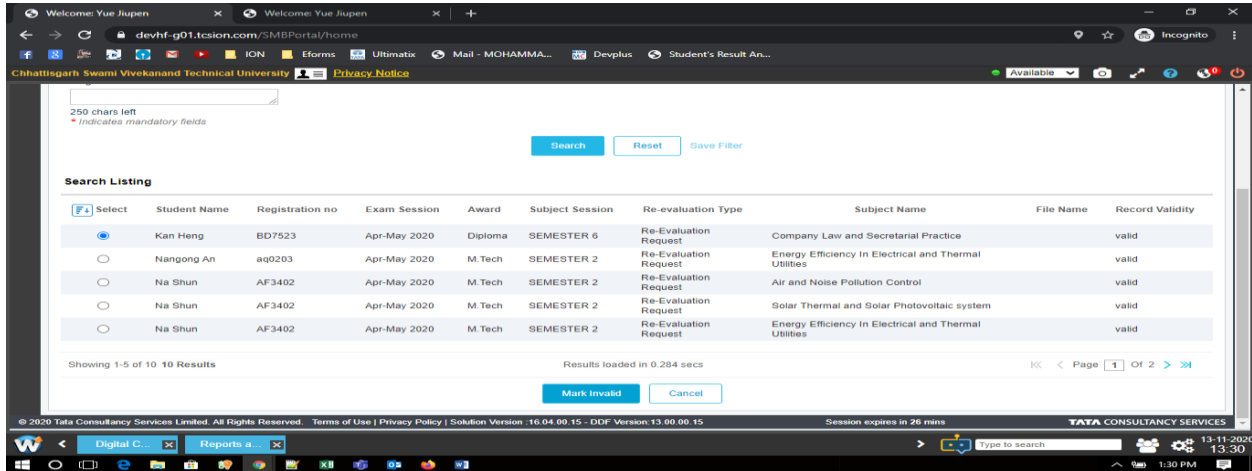 Welcome: Yue Jiupen Welcome: Yue Jiupen
devhf-g01.tcsion.com/SMBPortal/home Incognito
ION Eforms Ultimatix Mail - MOHAMMA... Devplus Student's Result An...
Chhattisgarh Swami Vivekanand Technical University Privacy Notice Available 0
250 chars left
* Indicates mandatory fields
Search Reset Save Filter
Search Listing
Select Student Name Registration no Exam Session Award Subject Session Re-evaluation Type Subject Name File Name Record Validity
Kan Heng BD7523 Apr-May 2020 Diploma SEMESTER 6 Re-Evaluation Request Company Law and Secretarial Practice valid
Nangong An aq0203 Apr-May 2020 M.Tech SEMESTER 2 Re-Evaluation Request Energy Efficiency In Electrical and Thermal Utilities valid
Na Shun AF3402 Apr-May 2020 M.Tech SEMESTER 2 Re-Evaluation Request Air and Noise Pollution Control valid
Na Shun AF3402 Apr-May 2020 M.Tech SEMESTER 2 Re-Evaluation Request Solar Thermal and Solar Photovoltaic system valid
Na Shun AF3402 Apr-May 2020 M.Tech SEMESTER 2 Re-Evaluation Request Energy Efficiency In Electrical and Thermal Utilities valid
Showing 1-5 of 10 10 Results Results loaded in 0.284 secs Page 1 Of 2
Mark Invalid Cancel
© 2020 Tata Consultancy Services Limited. All Rights Reserved. Terms of Use | Privacy Policy | Solution Version :16.04.00.15 - DDF Version:13.00.00.15 Session expires in 26 mins TATA CONSULTANCY SERVICES
Digital C... Reports a... Type to search 13-11-2020
13:30
1:30 PM